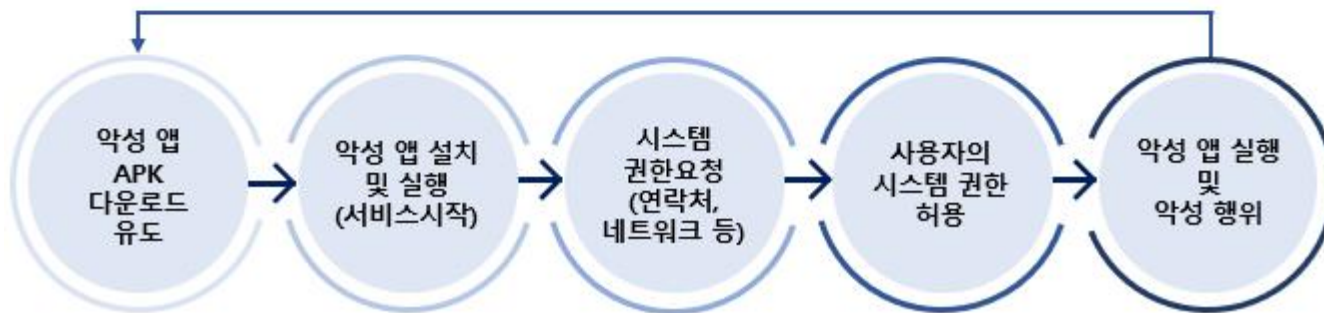 악성 앱
APK
다운로드
유도
악성 앱 설치
및 실행
(서비스시작)
시스템
권한요청
(연락처,
네트워크 등)
사용자의
시스템 권한
허용
악성 앱 실행
및
악성 행위